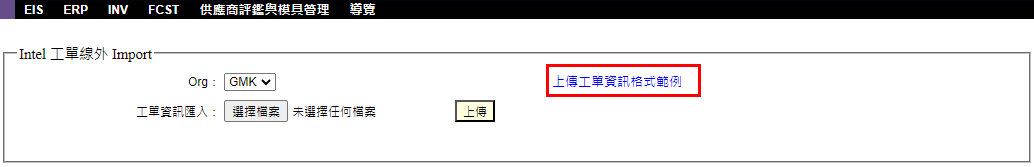 EIS ERP INV FCST 供應商評鑑與模具管理 導覽
Intel 工單線外 Import
Org： GMK 上傳工單資訊格式範例
工單資訊匯入： 選擇檔案 未選擇任何檔案 上傳